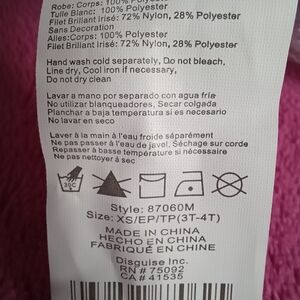 Robe: Corps: 100% Polyester
Tulle Blanc: 100% Polyester
Filet Brillant Irisé: 72% Nylon, 28% Polyester
Sans Decoration
Ailes:Corps: 100% Polyester
Filet Brillant Irisé: 72% Nylon, 28% Polyester
Hand wash cold separately, Do not bleach.
Line dry, Cool iron if necessary,
Do not dry clean
Lavar a mano por separado con agua fría
No utilizar blanqueadores, Secar colgada
Planchar a baja temperatura si es necesario
No lavar en seco
Laver à la main à l'eau froide séparément
Ne pas passer à l'eau de javel, Séchage sur corde
Repasser à basse température si nécessaire
Ne pas nettoyer à sec
30C
Style: 87060M
Size: XS/EP/TP(3T-4T)
MADE IN CHINA
HECHO EN CHINA
FABRIQUÉ EN CHINE
Disguise Inc.
RN # 75092
CA # 41535